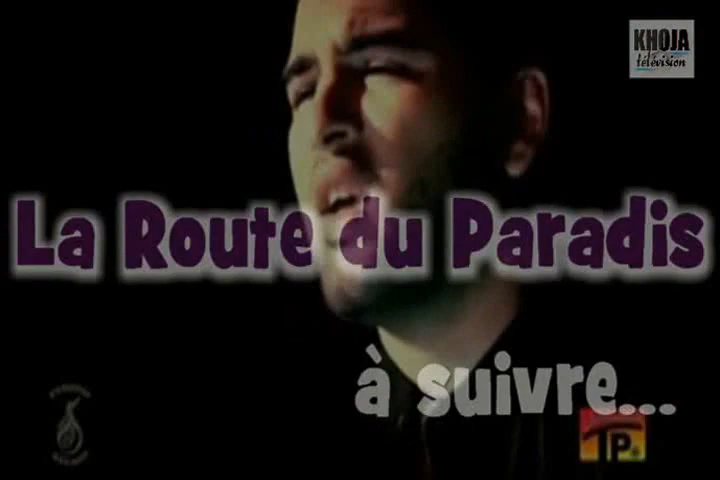 KHOJA
télévision
La Route du Paradis
à suivre...
TP